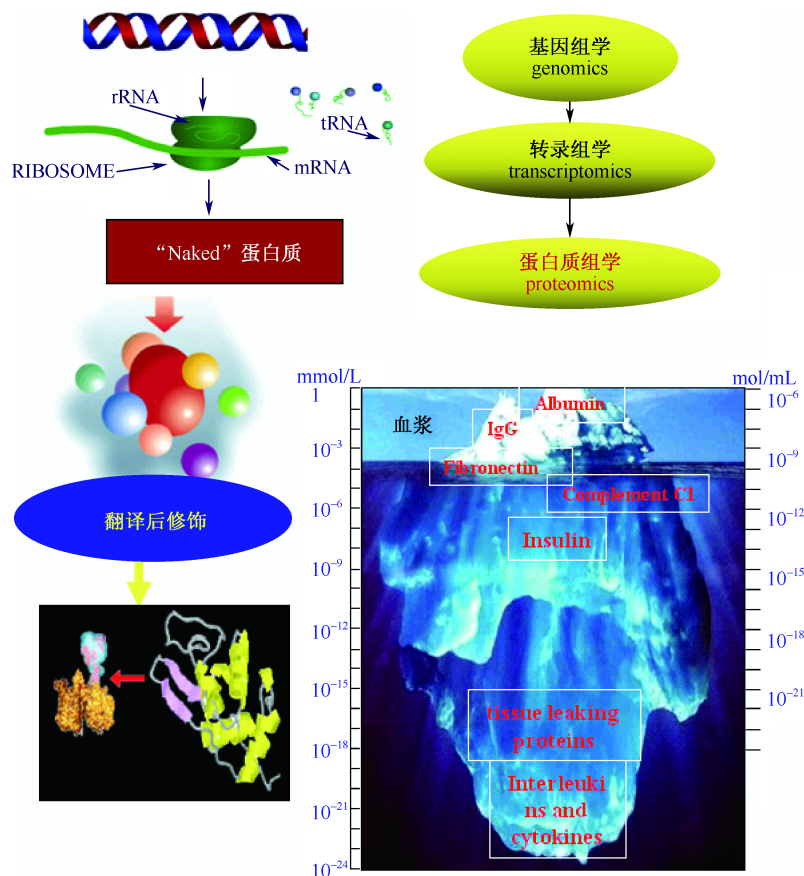 rRNA
tRNA
RIBOSOME
mRNA
“Naked”蛋白质
翻译后修饰
基因组学
genomics
转录组学
transcriptomics
蛋白质组学
proteomics
mmol/L
1
10⁻³
10⁻⁶
10⁻⁹
10⁻¹²
10⁻¹⁵
10⁻¹⁸
10⁻²¹
10⁻²⁴
血浆
Albumin
IgG
Fibronectin
Complement C1
Insulin
tissue leaking
proteins
Interleuki
ns and
cytokines
mol/mL
10⁻⁶
10⁻⁹
10⁻¹²
10⁻¹⁵
10⁻¹⁸
10⁻²¹